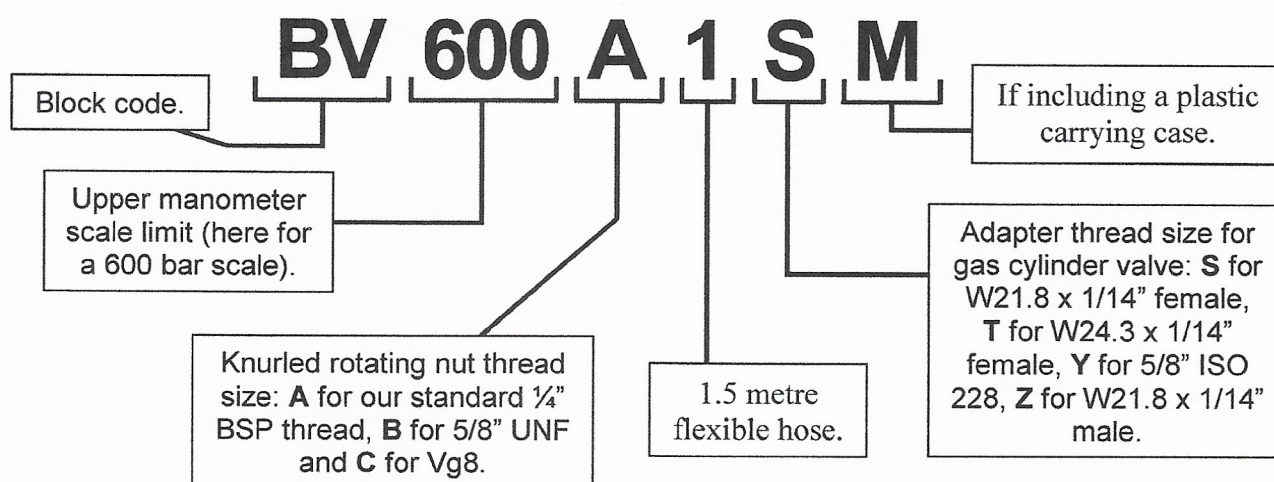 BV 600 A 1 S M
Block code.
If including a plastic
carrying case.
Upper manometer
scale limit (here for
a 600 bar scale).
Adapter thread size for
gas cylinder valve: S for
W21.8 x 1/14” female,
T for W24.3 x 1/14”
female, Y for 5/8” ISO
228, Z for W21.8 x 1/14”
male.
Knurled rotating nut thread
size: A for our standard ¼”
BSP thread, B for 5/8” UNF
and C for Vg8.
1.5 metre
flexible hose.